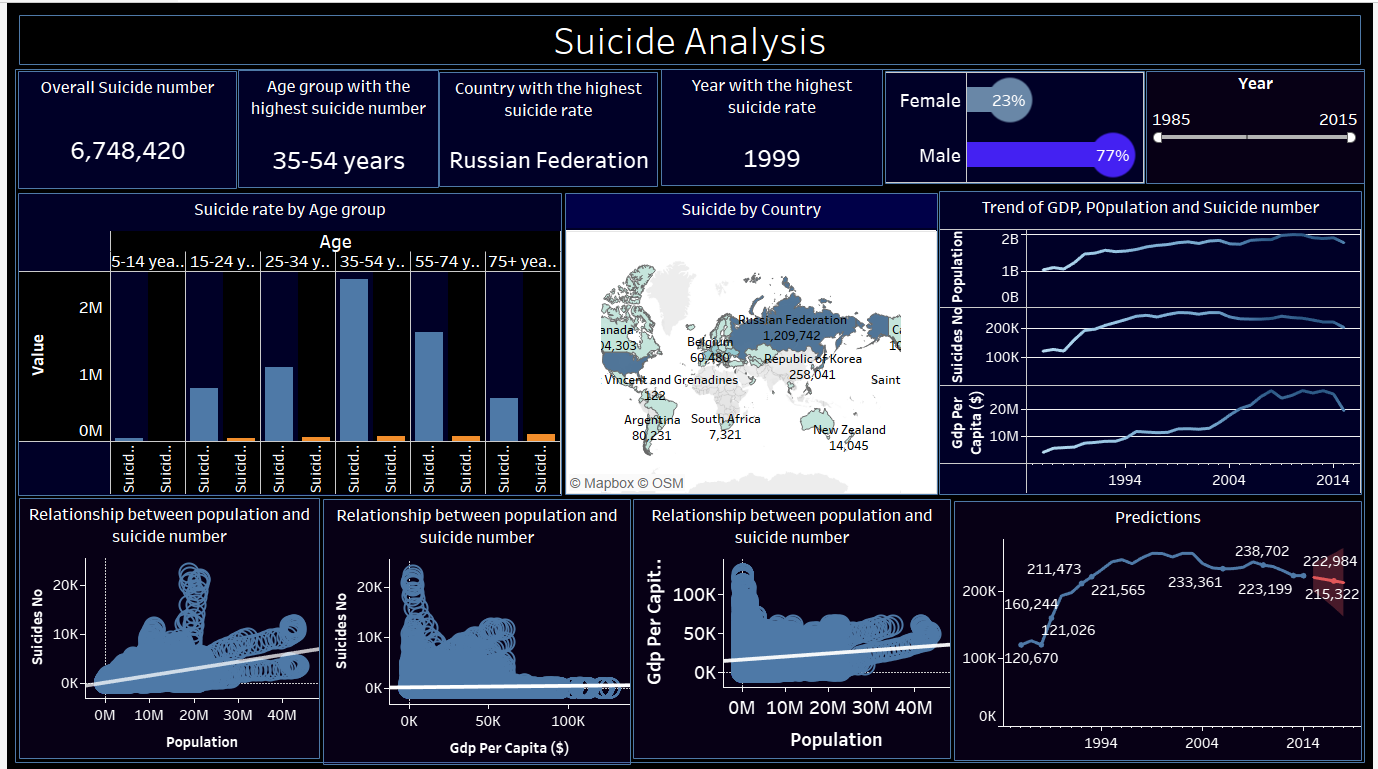 Suicide Analysis
Overall Suicide number
6,748,420
Age group with the
highest suicide number
35-54 years
Country with the highest
suicide rate
Russian Federation
Year with the highest
suicide rate
1999
Female
23%
Male
77%
Year
1985
2015
Suicide rate by Age group
Age
5-14 yea..
15-24 y..
25-34 y..
35-54 y..
55-74 y..
75+ yea..
Value
2M
1M
0M
Suicid..
Suicid..
Suicid..
Suicid..
Suicid..
Suicid..
Suicid..
Suicid..
Suicid..
Suicid..
Suicid..
Suicid..
Suicide by Country
Russian Federation
1,209,742
anada
04,303
Belgium
60,480
Republic of Korea
258,041
Vincent and Grenadines
122
Saint
Argentina
80,231
South Africa
7,321
New Zealand
14,045
© Mapbox © OSM
Trend of GDP, P0pulation and Suicide number
Population
2B
1B
0B
Suicides No
200K
100K
Gdp Per
Capita ($)
20M
10M
1994
2004
2014
Relationship between population and
suicide number
Suicides No
20K
10K
0K
0M
10M
20M
30M
40M
Population
Relationship between population and
suicide number
Suicides No
20K
10K
0K
0K
50K
100K
Gdp Per Capita ($)
Relationship between population and
suicide number
Gdp Per Capit..
100K
50K
0K
0M
10M
20M
30M
40M
Population
Predictions
200K
100K
0K
211,473
160,244
121,026
120,670
221,565
233,361
238,702
223,199
222,984
215,322
1994
2004
2014